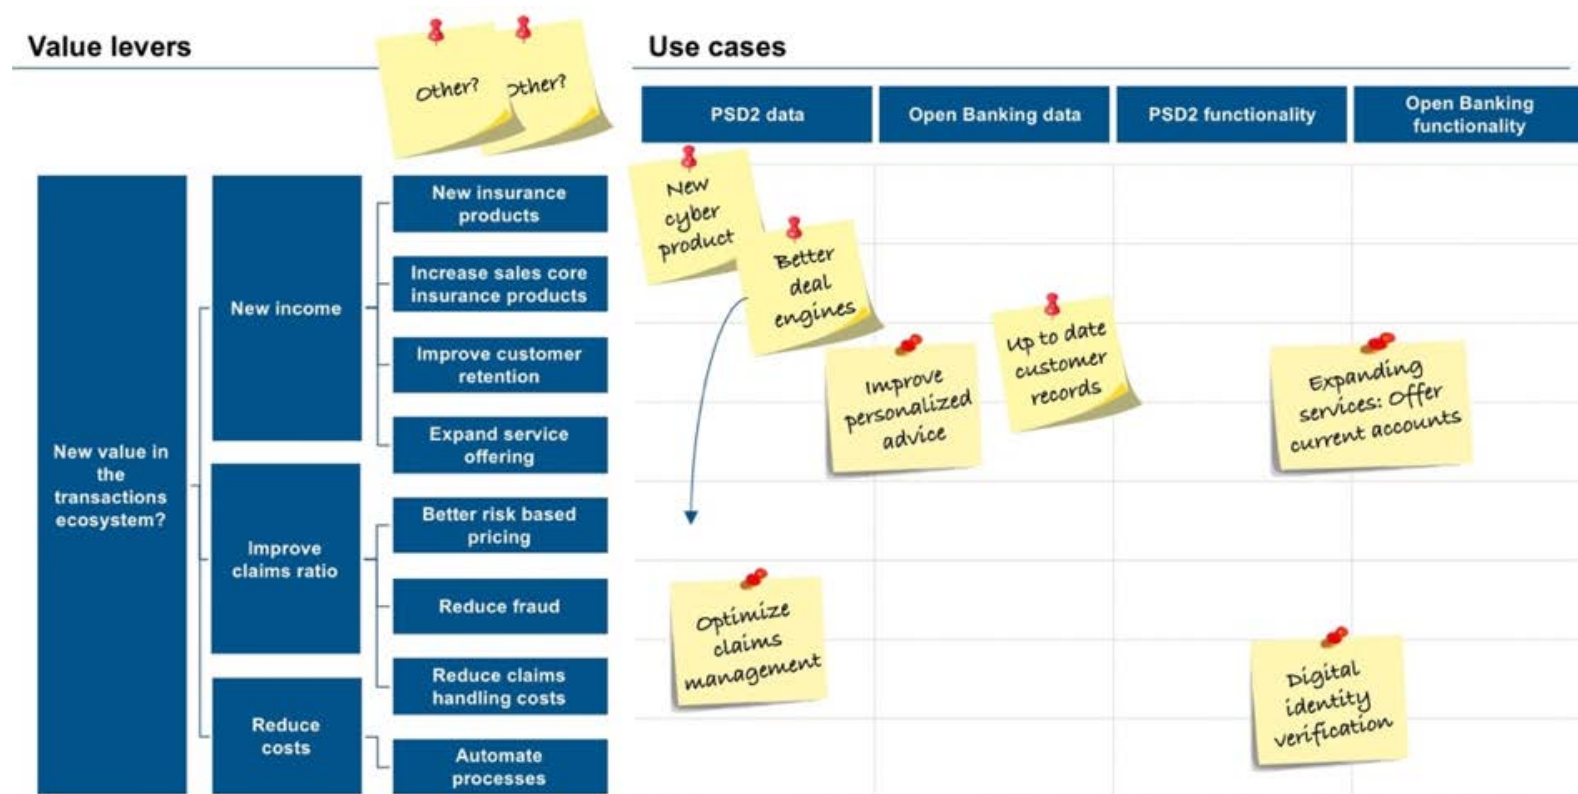 Value levers
Other?
Other?
Use cases
PSD2 data
Open Banking data
PSD2 functionality
Open Banking
functionality
New value in
the
transactions
ecosystem?
New income
Improve
claims ratio
Reduce
costs
New insurance
products
Increase sales core
insurance products
Improve customer
retention
Expand service
offering
Better risk based
pricing
Reduce fraud
Reduce claims
handling costs
Automate
processes
New
cyber
product
Better
deal
engines
Improve
personalized
advice
Up to date
customer
records
Expanding
services: Offer
current accounts
Optimize
claims
management
Digital
identity
verification